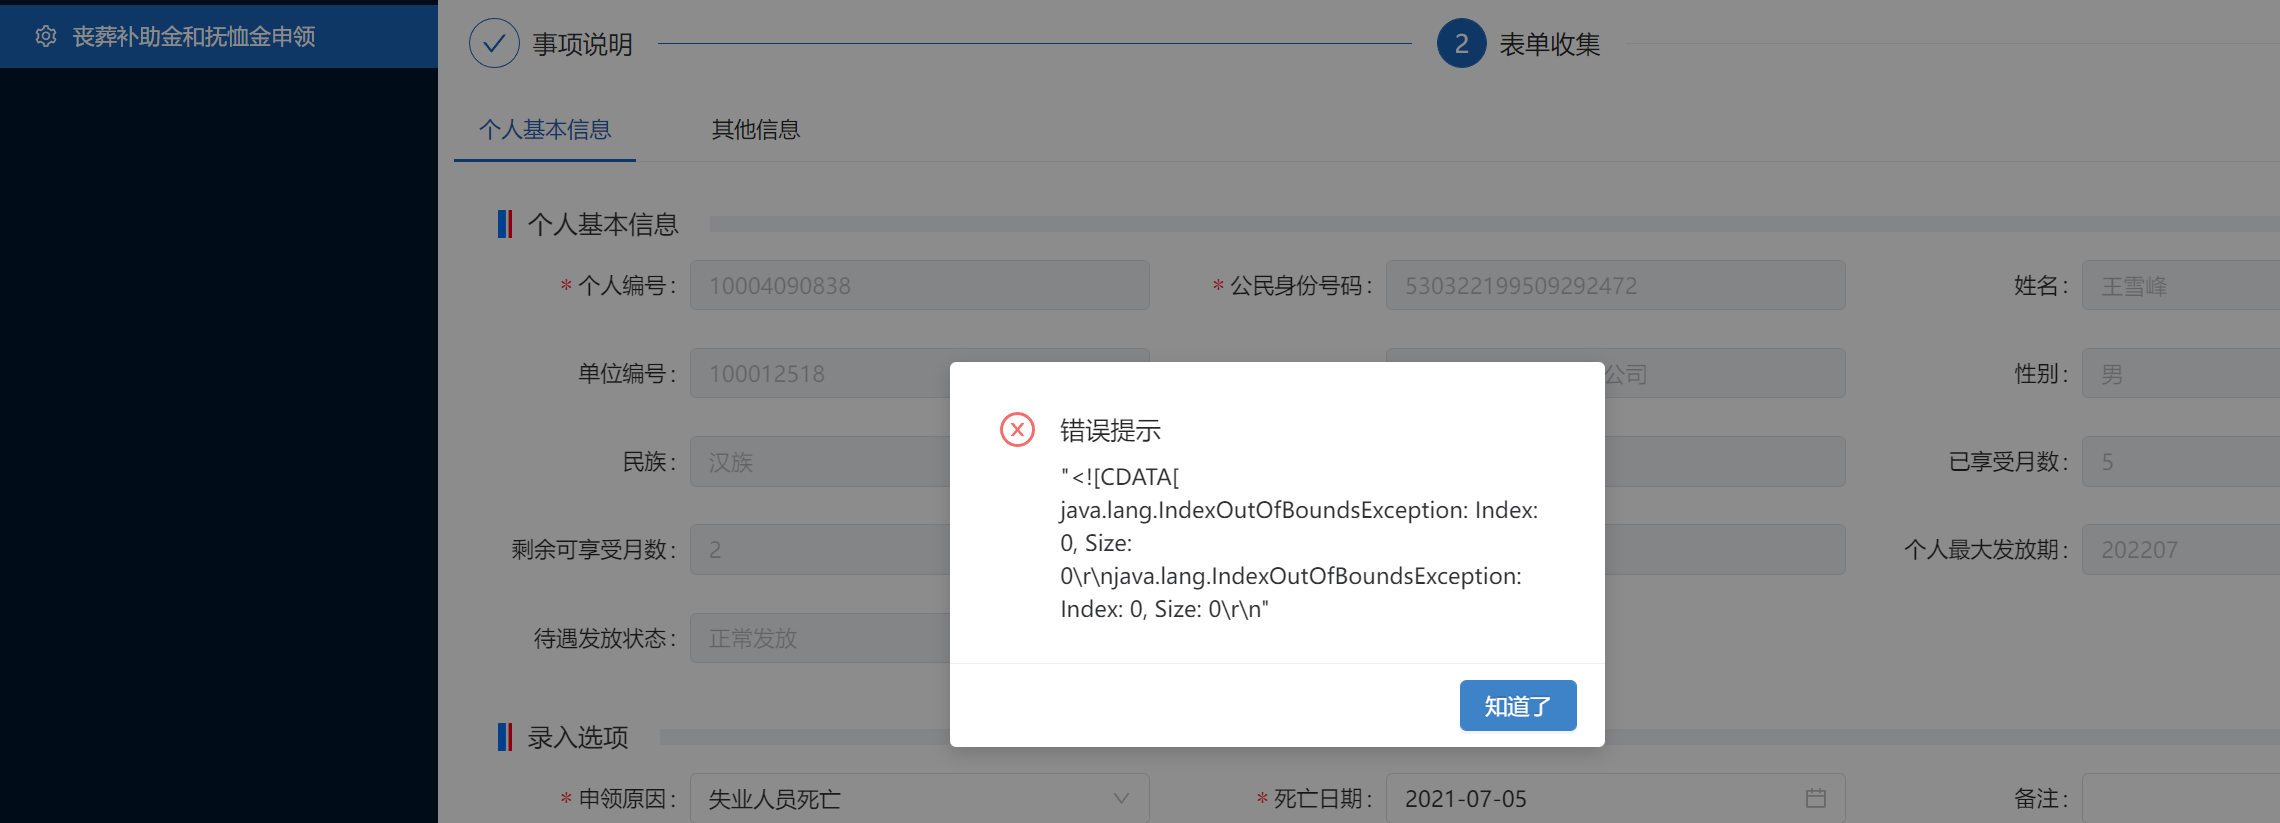 丧葬补助金和抚恤金申领
事项说明
2 表单收集
个人基本信息 其他信息
个人基本信息
* 个人编号: 10004090838 * 公民身份号码: 530322199509292472 姓名: 王雪峰
单位编号: 100012518 公司 性别: 男
民族: 汉族 已享受月数: 5
剩余可享受月数: 2 个人最大发放期: 202207
待遇发放状态: 正常发放
错误提示
"<![CDATA[
java.lang.IndexOutOfBoundsException: Index:
0, Size:
0\r\njava.lang.IndexOutOfBoundsException:
Index: 0, Size: 0\r\n"
知道了
录入选项
* 申领原因: 失业人员死亡 * 死亡日期: 2021-07-05 备注: